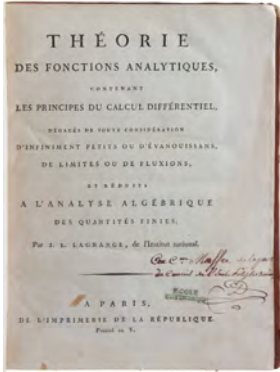 THÉORIE
DES FONCTIONS ANALYTIQUES,
CONTENANT
LES PRINCIPES DU CALCUL DIFFÉRENTIEL,
DÉGAGÉS DE TOUTE CONSIDÉRATION
D'INFINIMENT PETITS OU D'ÉVANOUISSANS,
DE LIMITES OU DE FLUXIONS,
ET RÉDUITS
A L'ANALYSE ALGÉBRIQUE
DES QUANTITÉS FINIES;
Par J. L. LAGRANGE, de l'Institut national.
A PARIS,
DE L'IMPRIMERIE DE LA RÉPUBLIQUE.